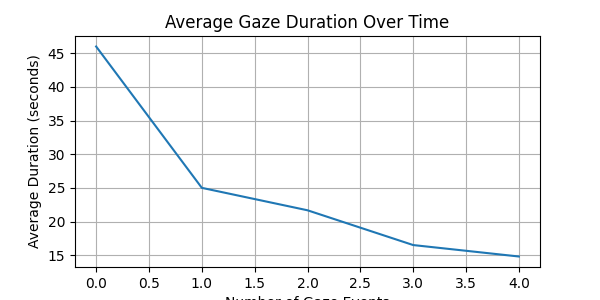 Average Gaze Duration Over Time
Average Duration (seconds)
45
40
35
30
25
20
15
0.0 0.5 1.0 1.5 2.0 2.5 3.0 3.5 4.0
Number of Gaze Events